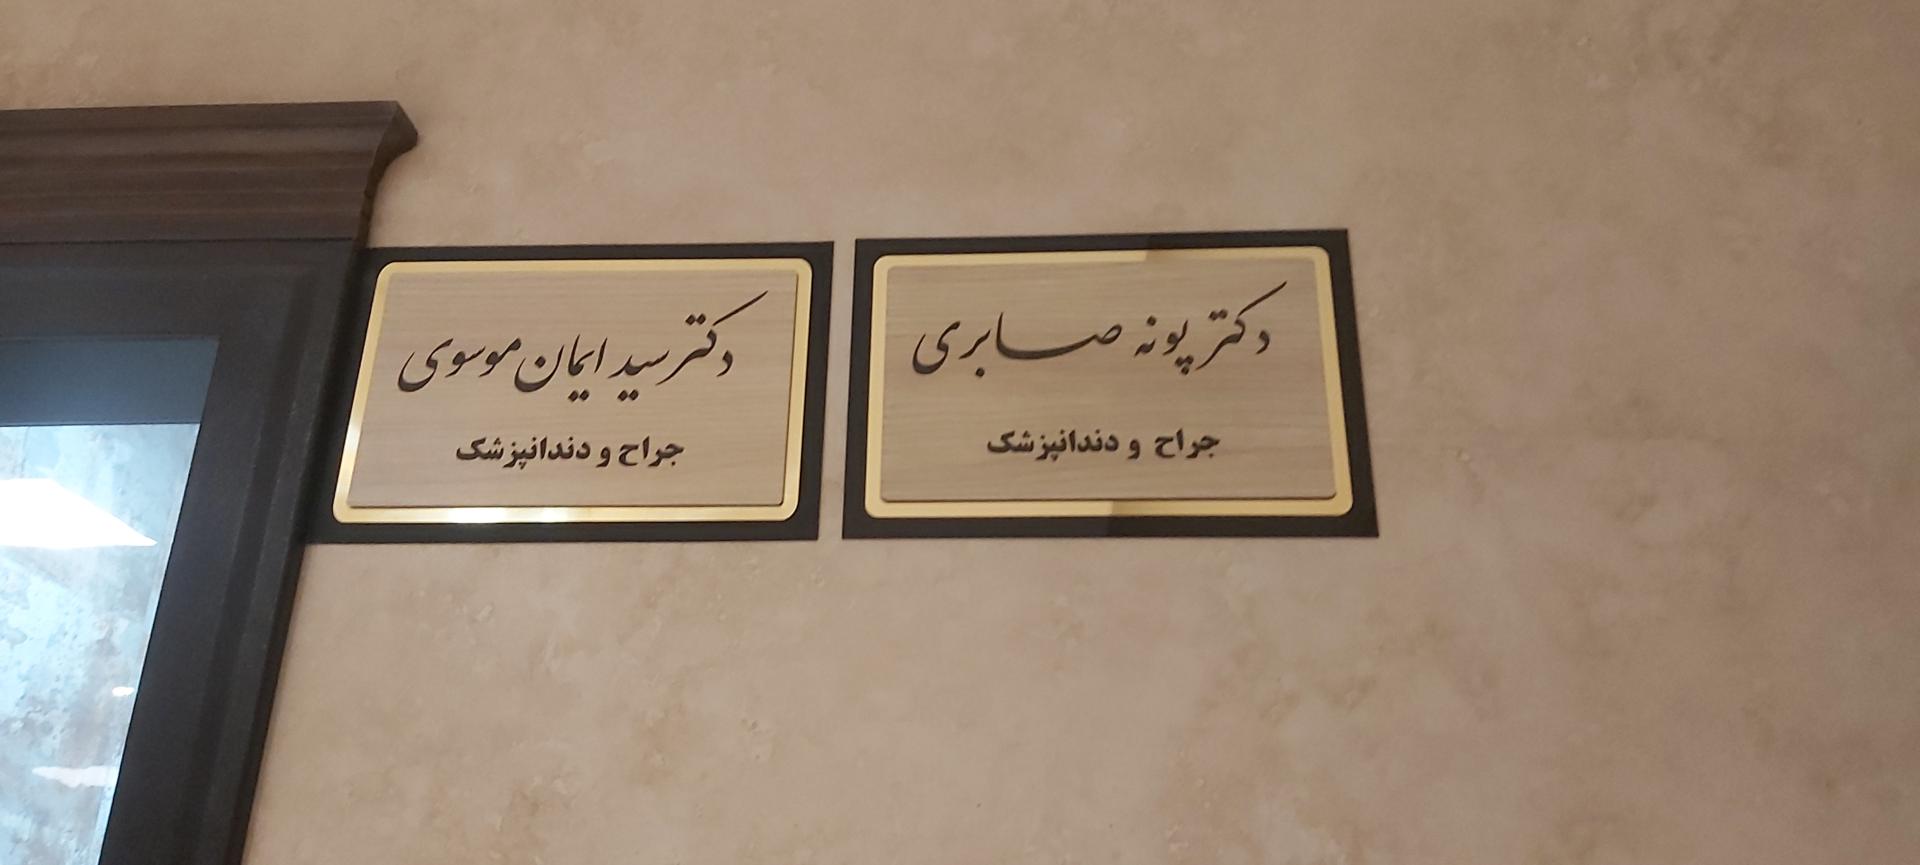 دکتر پونه صابری
جراح و دندانپزشک
دکتر سید ایمان موسوی
جراح و دندانپزشک